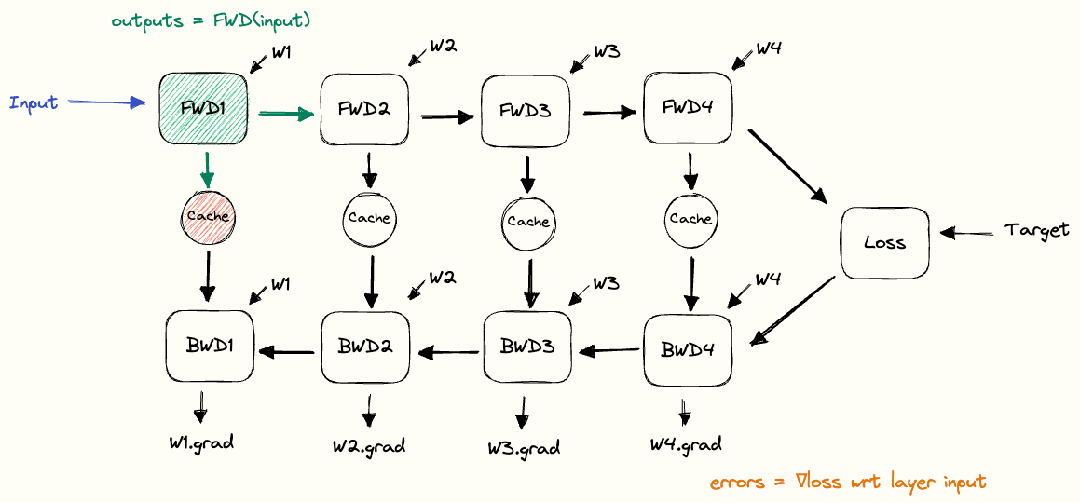 outputs = FWD(input)
W1
W2
W3
W4
Input
FWD1
FWD2
FWD3
FWD4
Cache
Cache
Cache
Cache
Loss
Target
W1
W2
W3
W4
BWD1
BWD2
BWD3
BWD4
W1.grad
W2.grad
W3.grad
W4.grad
errors = ∇loss wrt layer input